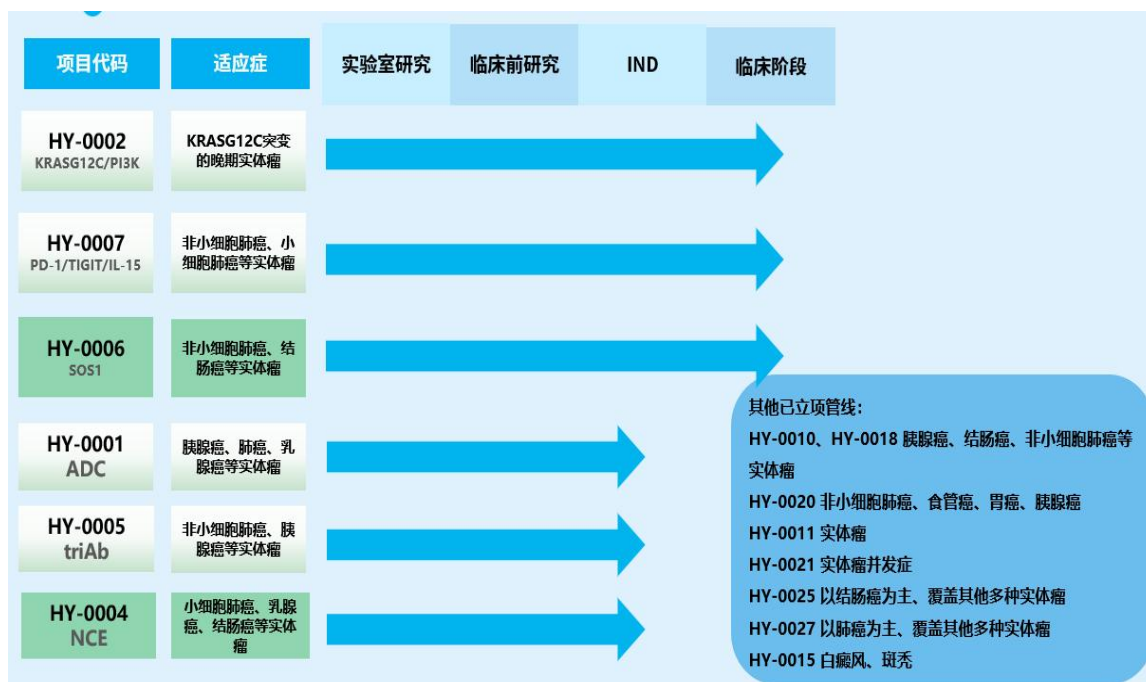 项目代码
适应症
实验室研究
临床前研究
IND
临床阶段
HY-0002
KRASG12C/PI3K
KRASG12C突变
的晚期实体瘤
HY-0007
PD-1/TIGIT/IL-15
非小细胞肺癌、小
细胞肺癌等实体瘤
HY-0006
SOS1
非小细胞肺癌、结
肠癌等实体瘤
HY-0001
ADC
胰腺癌、肺癌、乳
腺癌等实体瘤
HY-0005
triAb
非小细胞肺癌、胰
腺癌等实体瘤
HY-0004
NCE
小细胞肺癌、乳腺
癌、结肠癌等实体
瘤
其他已立项管线：
HY-0010、HY-0018 胰腺癌、结肠癌、非小细胞肺癌等
实体瘤
HY-0020 非小细胞肺癌、食管癌、胃癌、胰腺癌
HY-0011 实体瘤
HY-0021 实体瘤并发症
HY-0025 以结肠癌为主、覆盖其他多种实体瘤
HY-0027 以肺癌为主、覆盖其他多种实体瘤
HY-0015 白癜风、斑秃